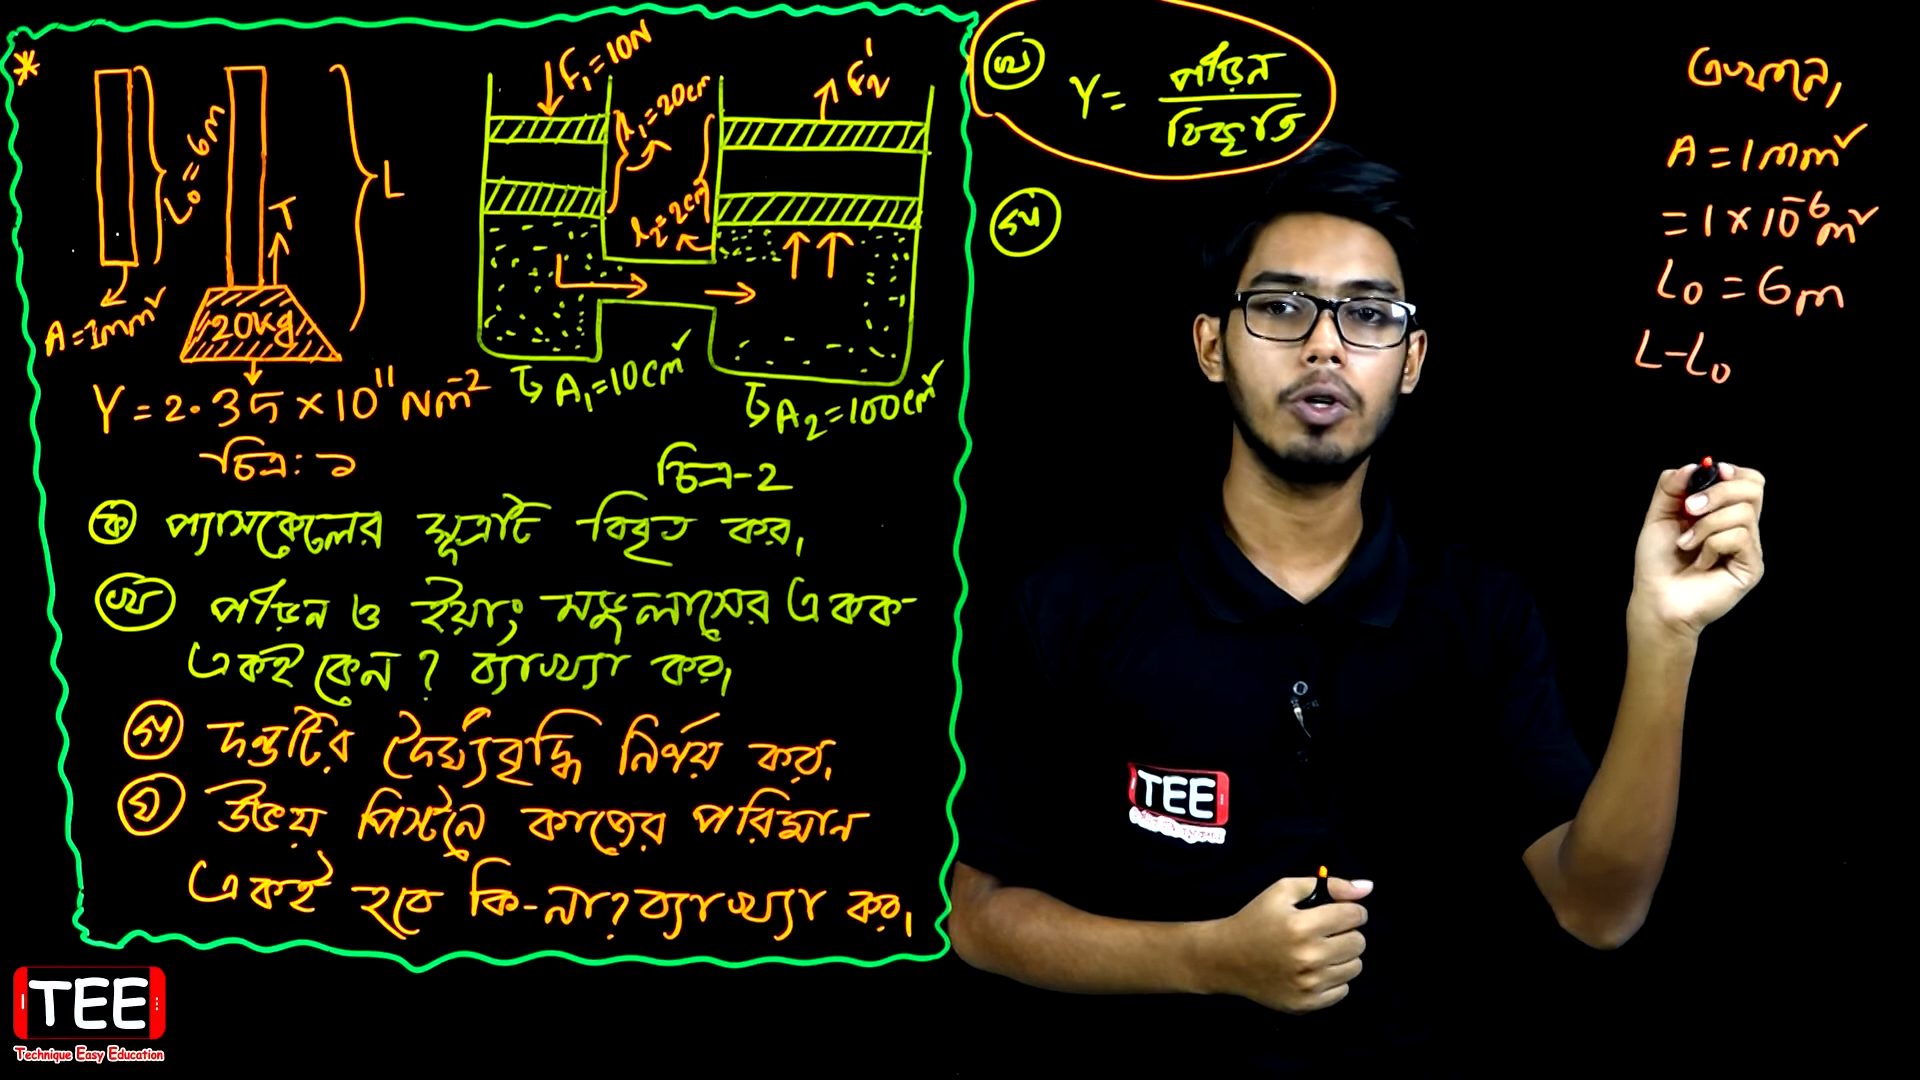 *
L₀ = 6m
A = 1mm²
T
L
20kg
Y = 2.35 × 10¹¹ Nm⁻²
চিত্র: ১
F₁ = 10N
F₂
A₁ = 10cm²
A₂ = 100cm²
চিত্র-2
ক প্যাসকেলের সূত্রটি বিবৃত কর।
খ পীড়ন ও ইয়াং মডুলাসের একক
একই কেন? ব্যাখ্যা কর।
গ দন্ডটির দৈর্ঘ্যবৃদ্ধি নির্ণয় কর।
ঘ উভয় পিস্টনে কাজের পরিমান
একই হবে কি-না? ব্যাখ্যা কর।
খ Y = পীড়ন
বিকৃতি
গ
এখানে,
A = 1mm²
= 1 × 10⁻⁶ m²
L₀ = 6m
L-L₀
TEE
TEE
Technique Easy Education